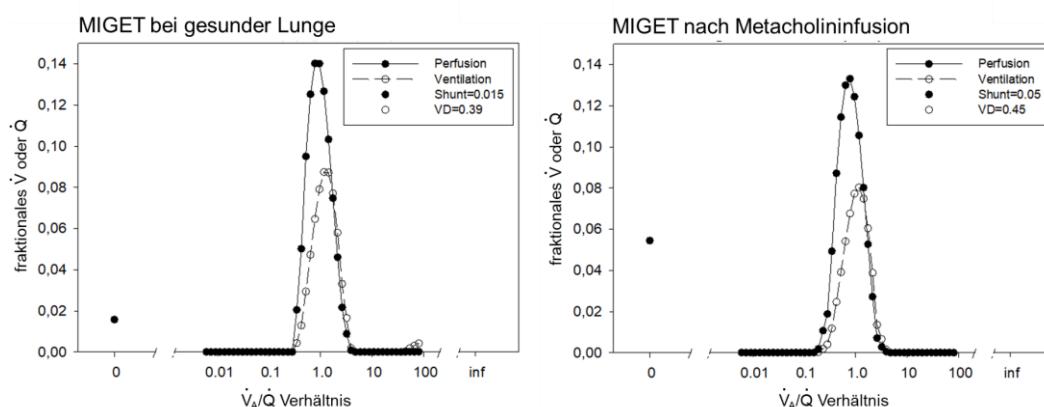 MIGET bei gesunder Lunge
fraktionales V̇ oder Q̇
0,14
0,12
0,10
0,08
0,06
0,04
0,02
0,00
Perfusion
Ventilation
Shunt=0.015
VD=0.39
0
0.01
0.1
1.0
10
100
inf
V̇A/Q̇ Verhältnis
MIGET nach Metacholininfusion
fraktionales V̇ oder Q̇
0,14
0,12
0,10
0,08
0,06
0,04
0,02
0,00
Perfusion
Ventilation
Shunt=0.05
VD=0.45
0
0.01
0.1
1.0
10
100
inf
V̇A/Q̇ Verhältnis